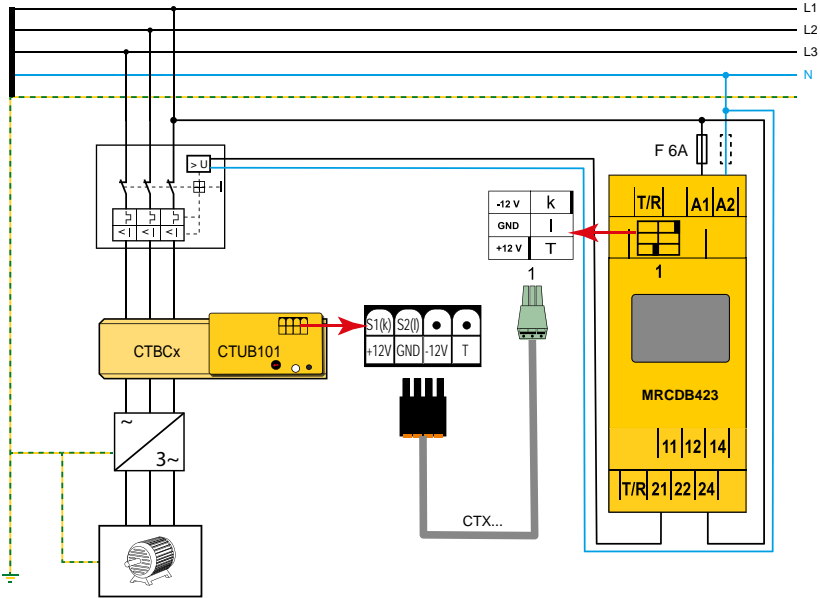 L1
L2
L3
N
F 6A
> U
-12 V k
GND l
+12 V T
1
T/R A1 A2
1
MRCDB423
11 12 14
T/R 21 22 24
I> I> I>
CTBCx
CTUB101
S1(k) S2(l)
+12V GND -12V T
~
3~
CTX...